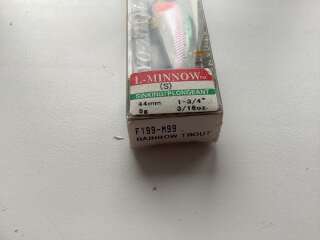 L-MINNOW
(S)
SINKING/PLONGEANT
44mm 1-3/4"
5g 3/16oz.
F199-M99
RAINBOW TROUT